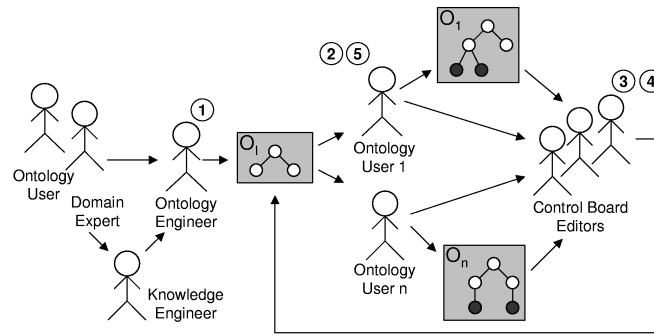 O1
2 5
3 4
1
OI
Ontology
User
Domain
Expert
Ontology
Engineer
Ontology
User 1
Control Board
Editors
On
Ontology
User n
Knowledge
Engineer